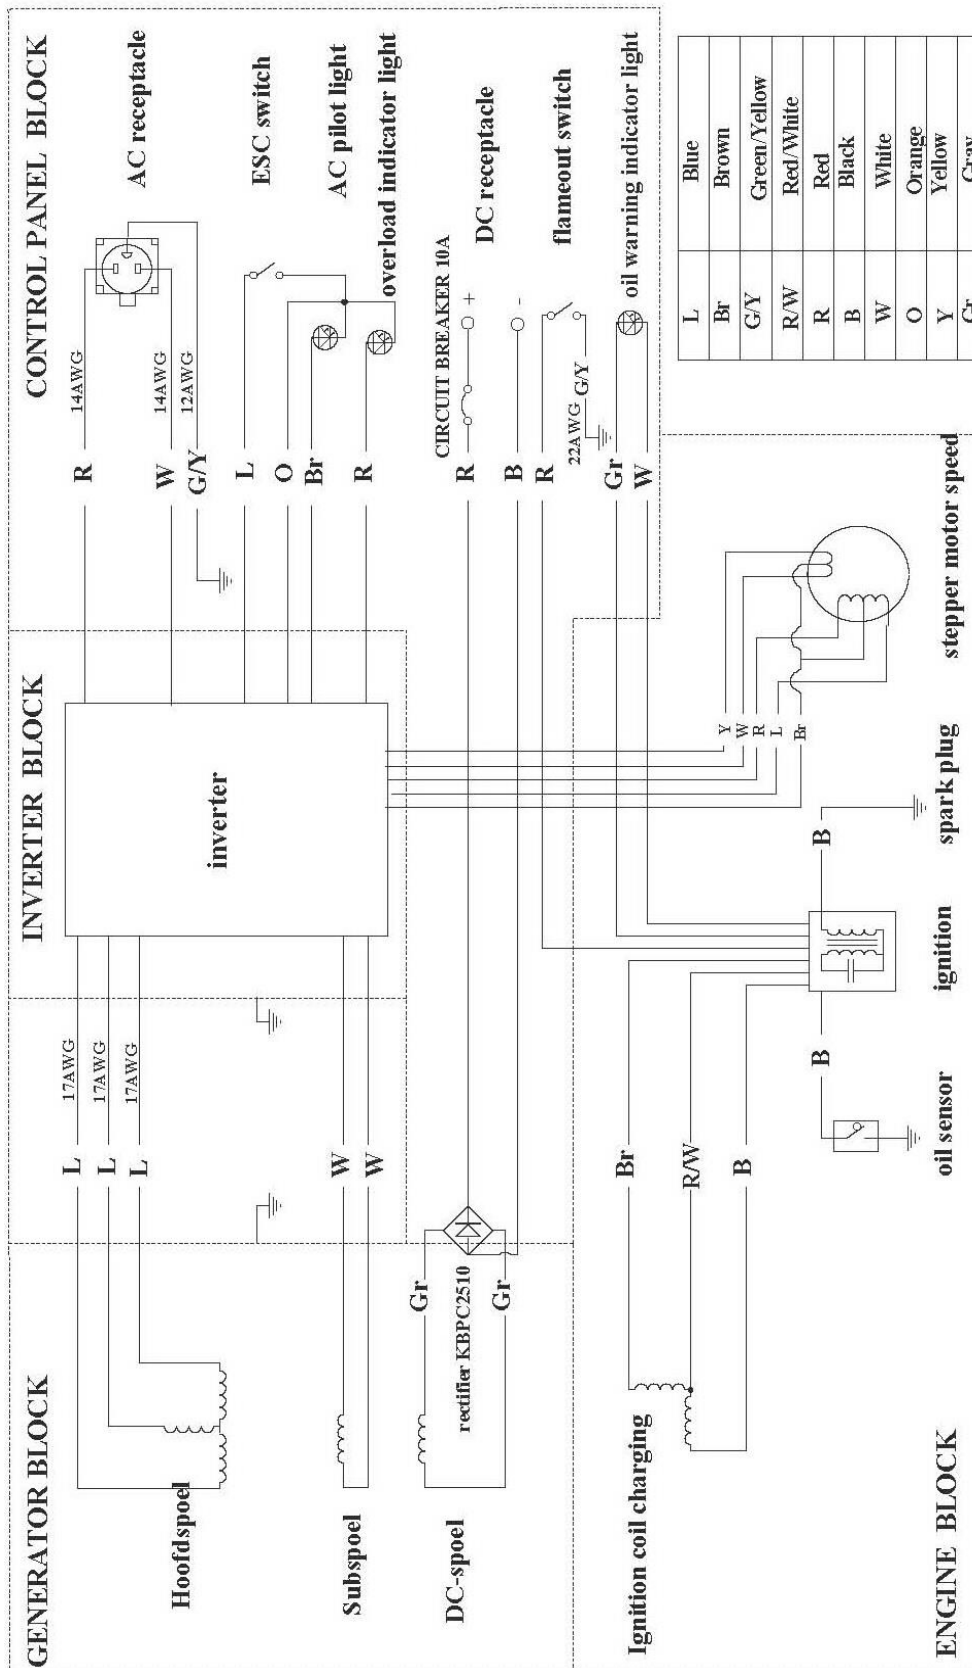 GENERATOR BLOCK
INVERTER BLOCK
CONTROL PANEL BLOCK
Hoofdspoel
L
17AWG
L
17AWG
L
17AWG
inverter
R
14AWG
W
14AWG
G/Y
12AWG
AC receptacle
L
O
Br
R
ESC switch
AC pilot light
overload indicator light
Subspoel
W
W
DC-spoel
Gr
Gr
rectifier KBPC2510
R
CIRCUIT BREAKER 10A
+
B
-
DC receptacle
R
22AWG
G/Y
flameout switch
Gr
W
oil warning indicator light
Ignition coil charging
Br
R/W
B
Y
W
R
L
Br
B
B
oil sensor
ignition
spark plug
stepper motor speed
ENGINE BLOCK
L Blue
Br Brown
G/Y Green/Yellow
R/W Red/White
R Red
B Black
W White
O Orange
Y Yellow
Gr Gray